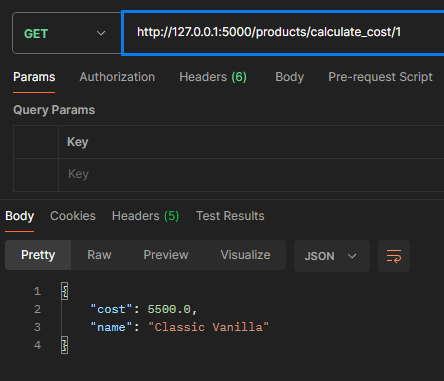 GET http://127.0.0.1:5000/products/calculate_cost/1
Params Authorization Headers (6) Body Pre-request Script
Query Params
Key
Key
Body Cookies Headers (5) Test Results
Pretty Raw Preview Visualize JSON
1 {
2 "cost": 5500.0,
3 "name": "Classic Vanilla"
4 }